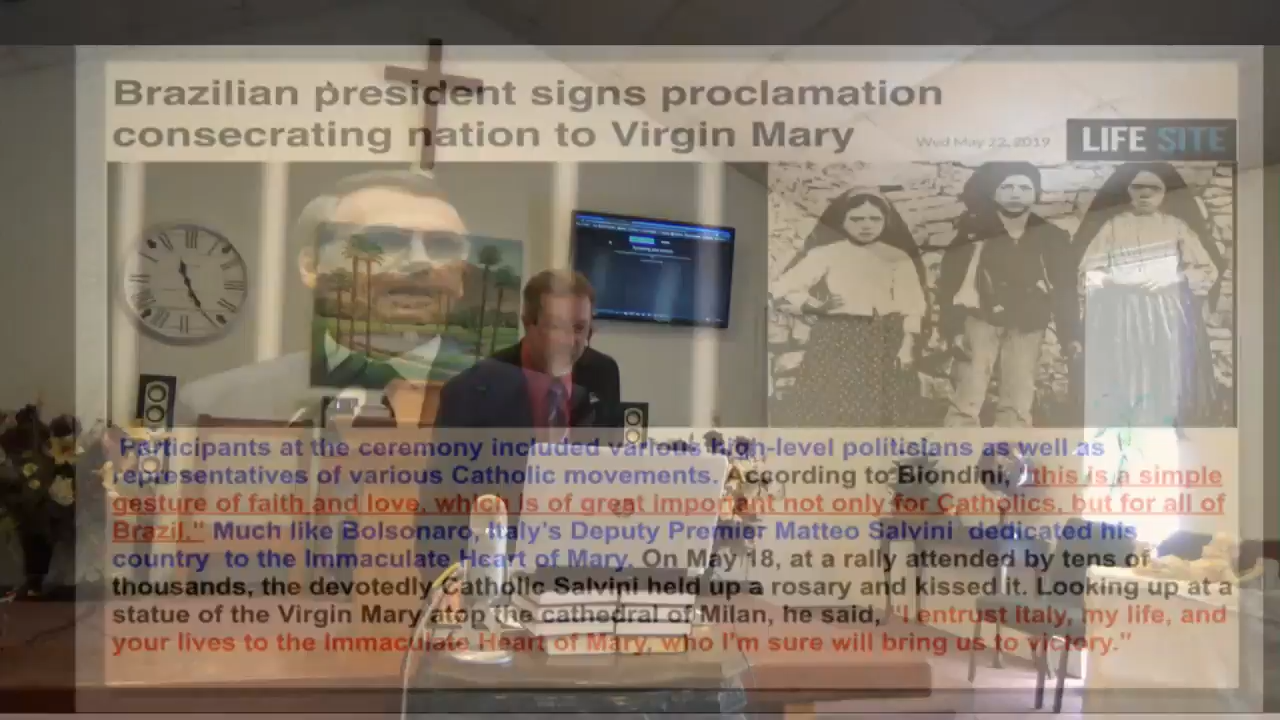 Brazilian president signs proclamation
consecrating nation to Virgin Mary
Wed May 22, 2019
LIFE SITE
Participants at the ceremony included various high-level politicians as well as
representatives of various Catholic movements. According to Biondini, "this is a simple
gesture of faith and love, which is of great important not only for Catholics, but for all of
Brazil." Much like Bolsonaro, Italy's Deputy Premier Matteo Salvini dedicated his
country to the Immaculate Heart of Mary. On May 18, at a rally attended by tens of
thousands, the devotedly Catholic Salvini held up a rosary and kissed it. Looking up at a
statue of the Virgin Mary atop the cathedral of Milan, he said, "I entrust Italy, my life, and
your lives to the Immaculate Heart of Mary, who I'm sure will bring us to victory."